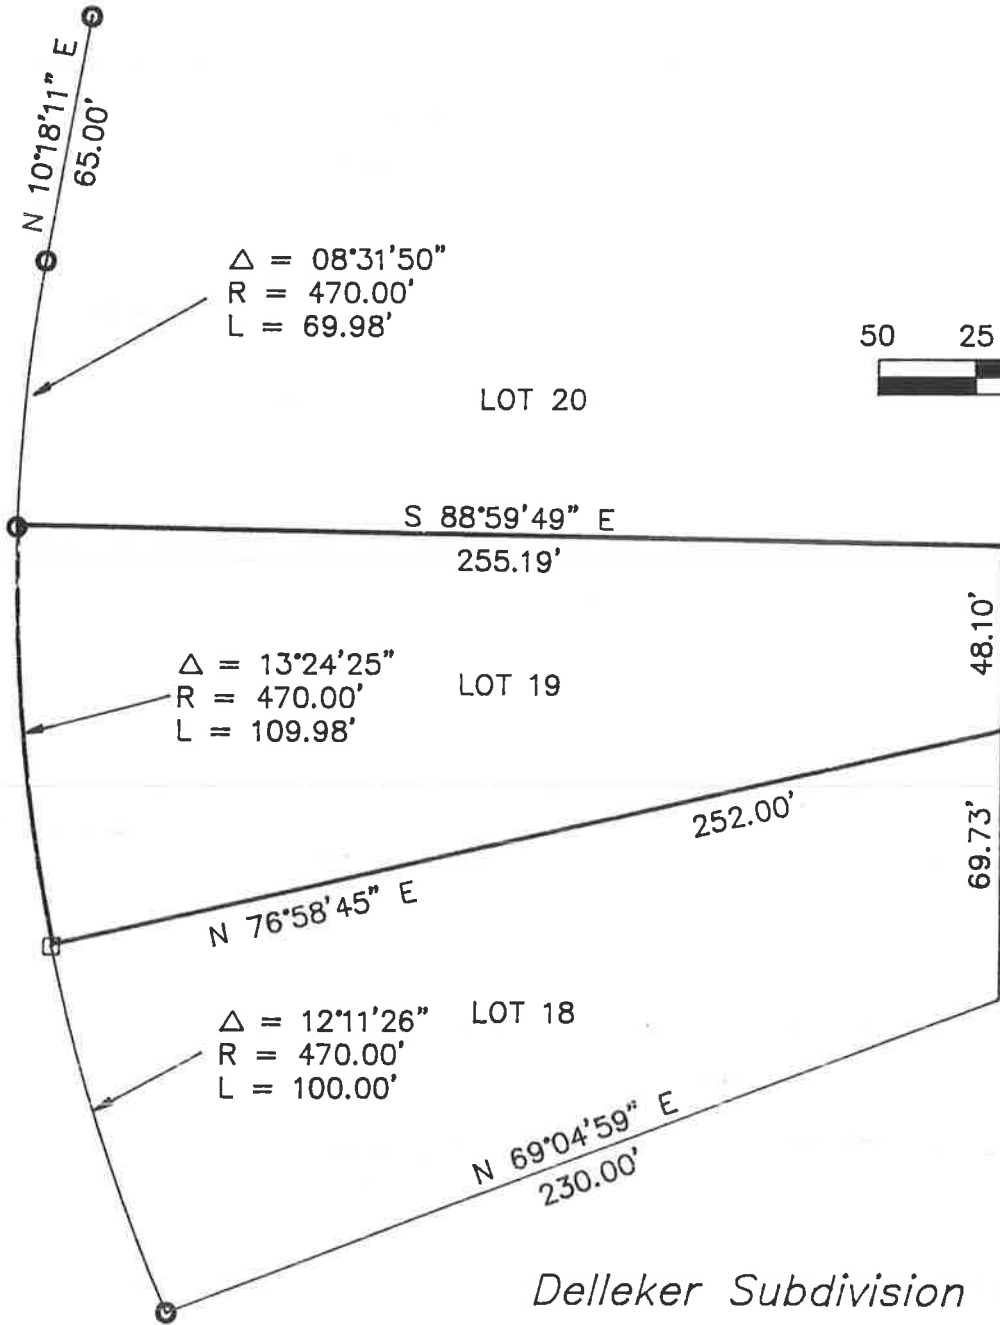 N 10°18'11" E
65.00'
Δ = 08°31'50"
R = 470.00'
L = 69.98'
50 25
LOT 20
S 88°59'49" E
255.19'
48.10'
Δ = 13°24'25"
R = 470.00'
L = 109.98'
LOT 19
252.00'
69.73'
N 76°58'45" E
Δ = 12°11'26"
R = 470.00'
L = 100.00'
LOT 18
N 69°04'59" E
230.00'
Delleker Subdivision